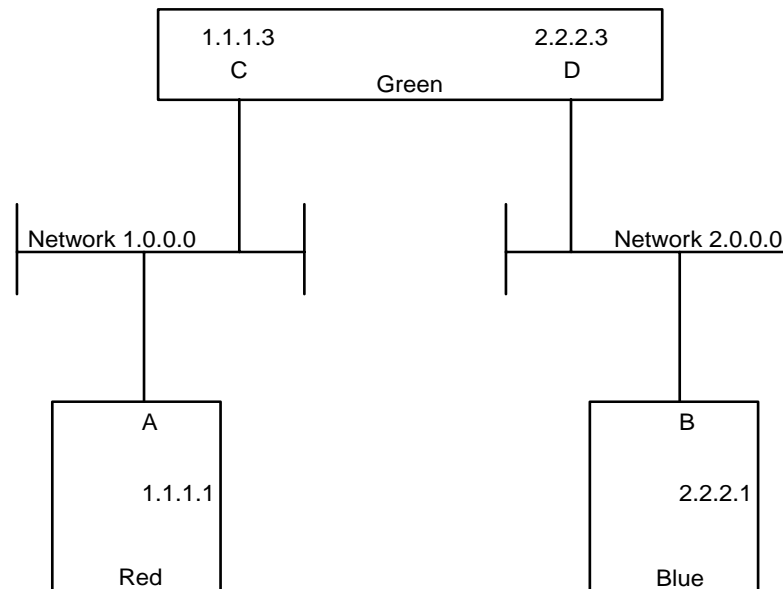 1.1.1.3 2.2.2.3
C D
Green
Network 1.0.0.0 Network 2.0.0.0
A B
1.1.1.1 2.2.2.1
Red Blue